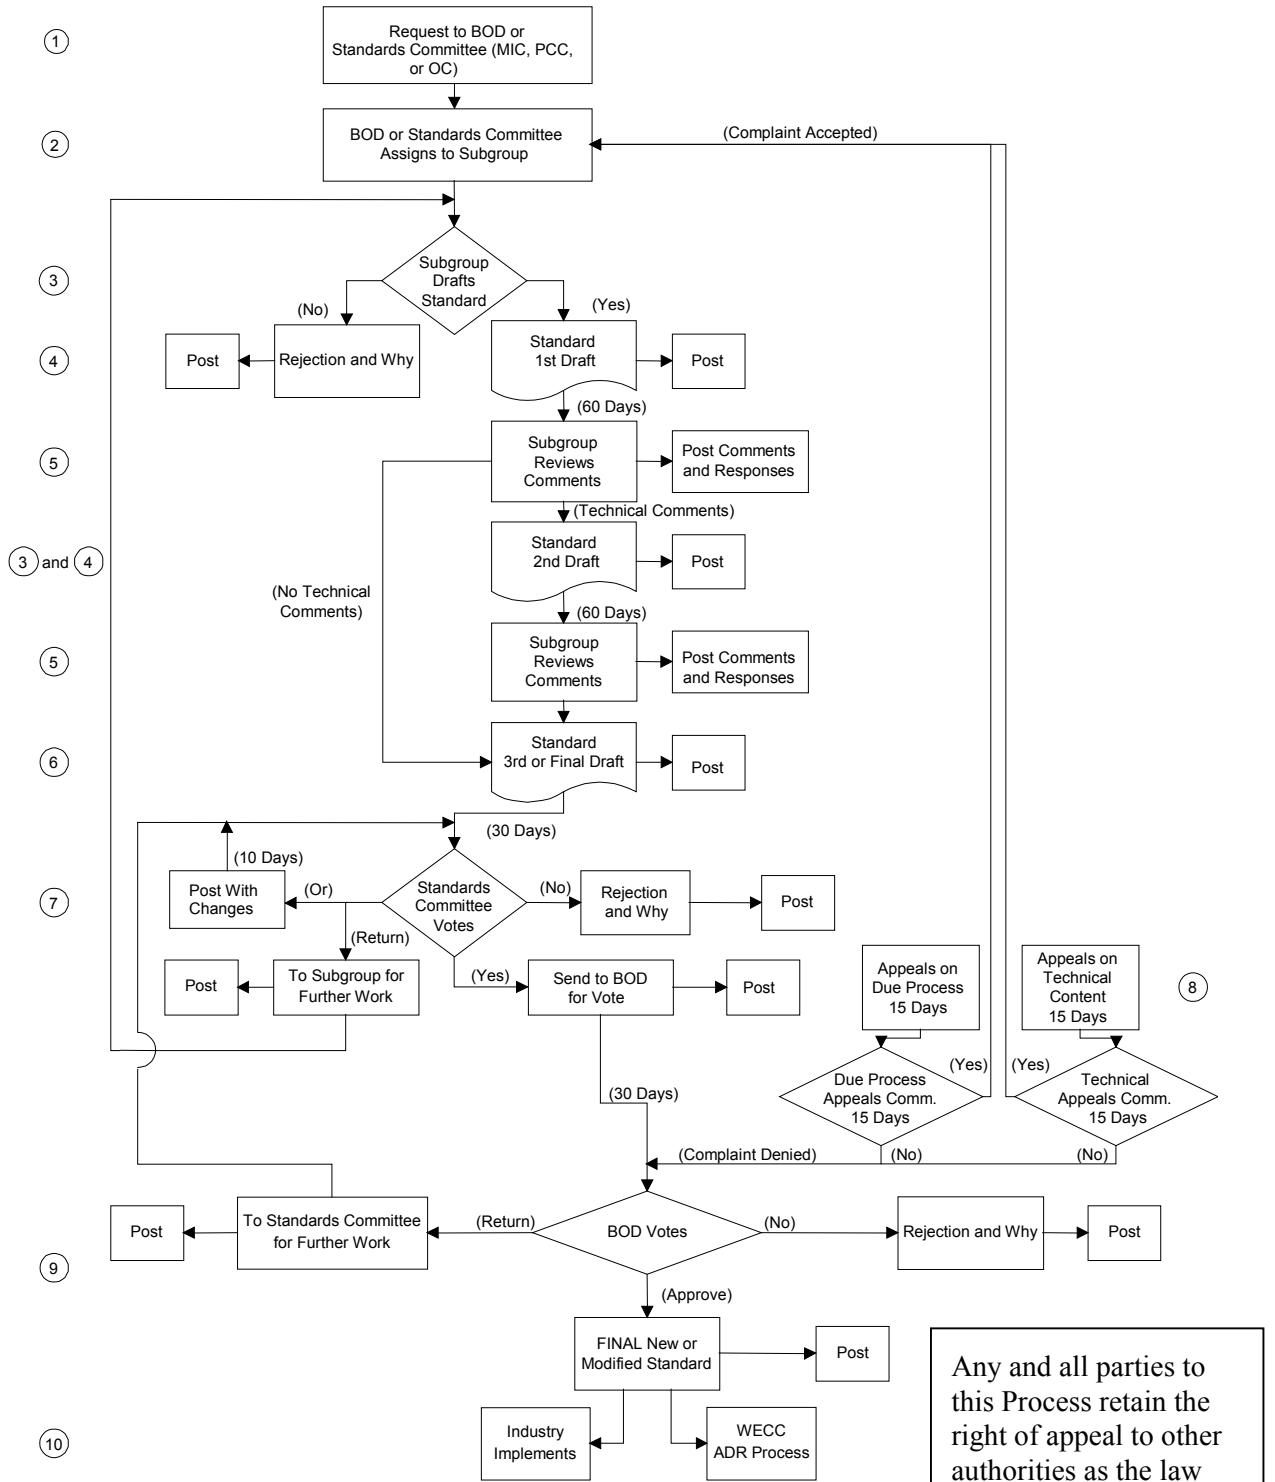 1
Request to BOD or
Standards Committee (MIC, PCC,
or OC)
2
BOD or Standards Committee
Assigns to Subgroup
(Complaint Accepted)
3
Subgroup
Drafts
Standard
(No)
(Yes)
4
Post
Rejection and Why
Standard
1st Draft
Post
(60 Days)
5
Subgroup
Reviews
Comments
Post Comments
and Responses
(Technical Comments)
3 and 4
Standard
2nd Draft
Post
(No Technical
Comments)
(60 Days)
5
Subgroup
Reviews
Comments
Post Comments
and Responses
6
Standard
3rd or Final Draft
Post
(30 Days)
(10 Days)
7
Post With
Changes
(Or)
Standards
Committee
Votes
(No)
Rejection
and Why
Post
(Return)
Post
To Subgroup for
Further Work
(Yes)
Send to BOD
for Vote
Post
Appeals on
Due Process
15 Days
Appeals on
Technical
Content
15 Days
8
(Yes)
(Yes)
Due Process
Appeals Comm.
15 Days
Technical
Appeals Comm.
15 Days
(30 Days)
(Complaint Denied)
(No)
(No)
Post
To Standards Committee
for Further Work
(Return)
BOD Votes
(No)
Rejection and Why
Post
9
(Approve)
FINAL New or
Modified Standard
Post
10
Industry
Implements
WECC
ADR Process
Any and all parties to
this Process retain the
right of appeal to other
authorities as the law